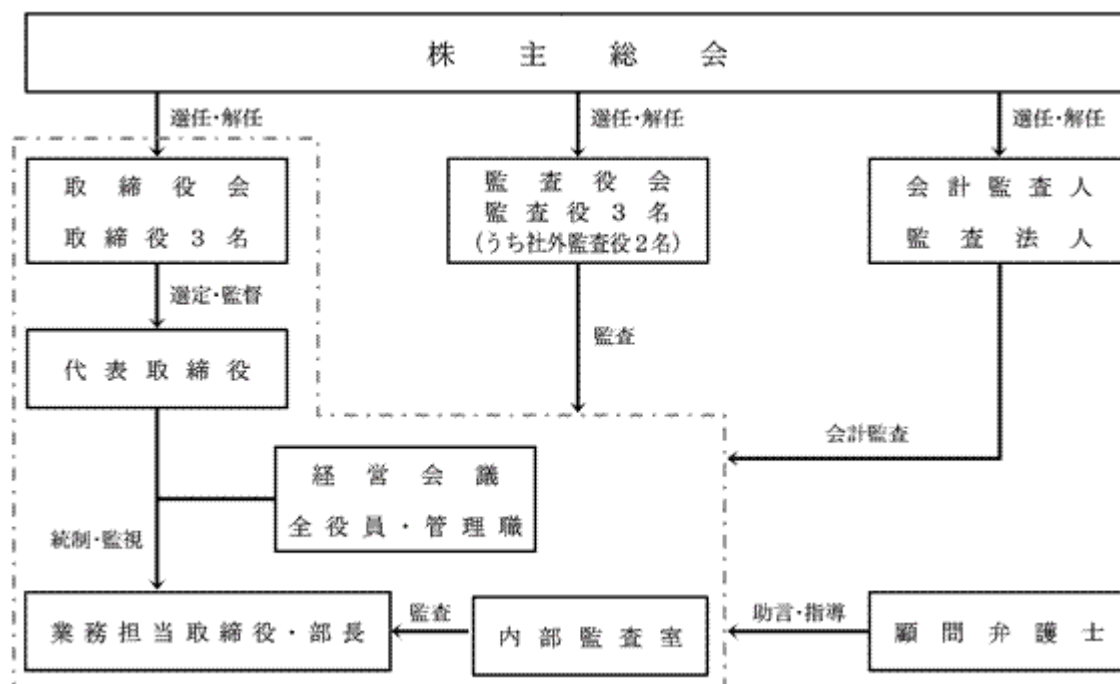 株主総会
選任・解任
選任・解任
選任・解任
取締役会
取締役3名
監査役会
監査役3名
(うち社外監査役2名)
会計監査人
監査法人
選定・監督
代表取締役
監査
会計監査
経営会議
全役員・管理職
統制・監視
業務担当取締役・部長
監査
内部監査室
助言・指導
顧問弁護士